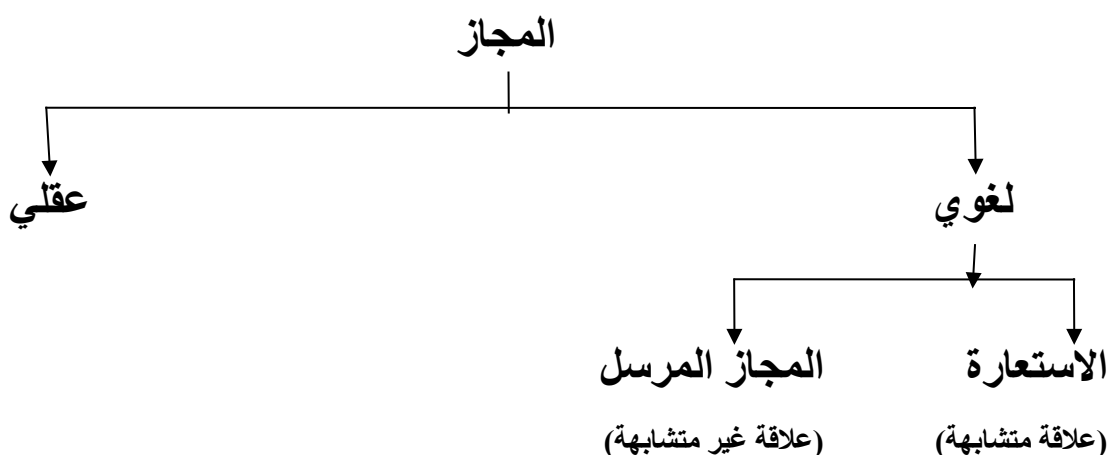 المجاز
لغوي عقلي
الاستعارة المجاز المرسل
(علاقة متشابهة) (علاقة غير متشابهة)